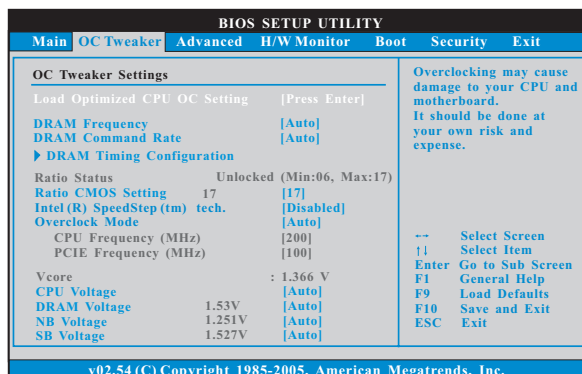 BIOS SETUP UTILITY
Main OC Tweaker Advanced H/W Monitor Boot Security Exit
OC Tweaker Settings
Load Optimized CPU OC Setting [Press Enter]
DRAM Frequency [Auto]
DRAM Command Rate [Auto]
DRAM Timing Configuration
Ratio Status Unlocked (Min:06, Max:17)
Ratio CMOS Setting 17 [17]
Intel(R) SpeedStep(tm) tech. [Disabled]
Overclock Mode [Auto]
CPU Frequency (MHz) [200]
PCIE Frequency (MHz) [100]
Vcore : 1.366 V
CPU Voltage [Auto]
DRAM Voltage 1.53V [Auto]
NB Voltage 1.251V [Auto]
SB Voltage 1.527V [Auto]
Overclocking may cause
damage to your CPU and
motherboard.
It should be done at
your own risk and
expense.
←→ Select Screen
↑↓ Select Item
Enter Go to Sub Screen
F1 General Help
F9 Load Defaults
F10 Save and Exit
ESC Exit
v02.54 (C) Copyright 1985-2005, American Megatrends, Inc.